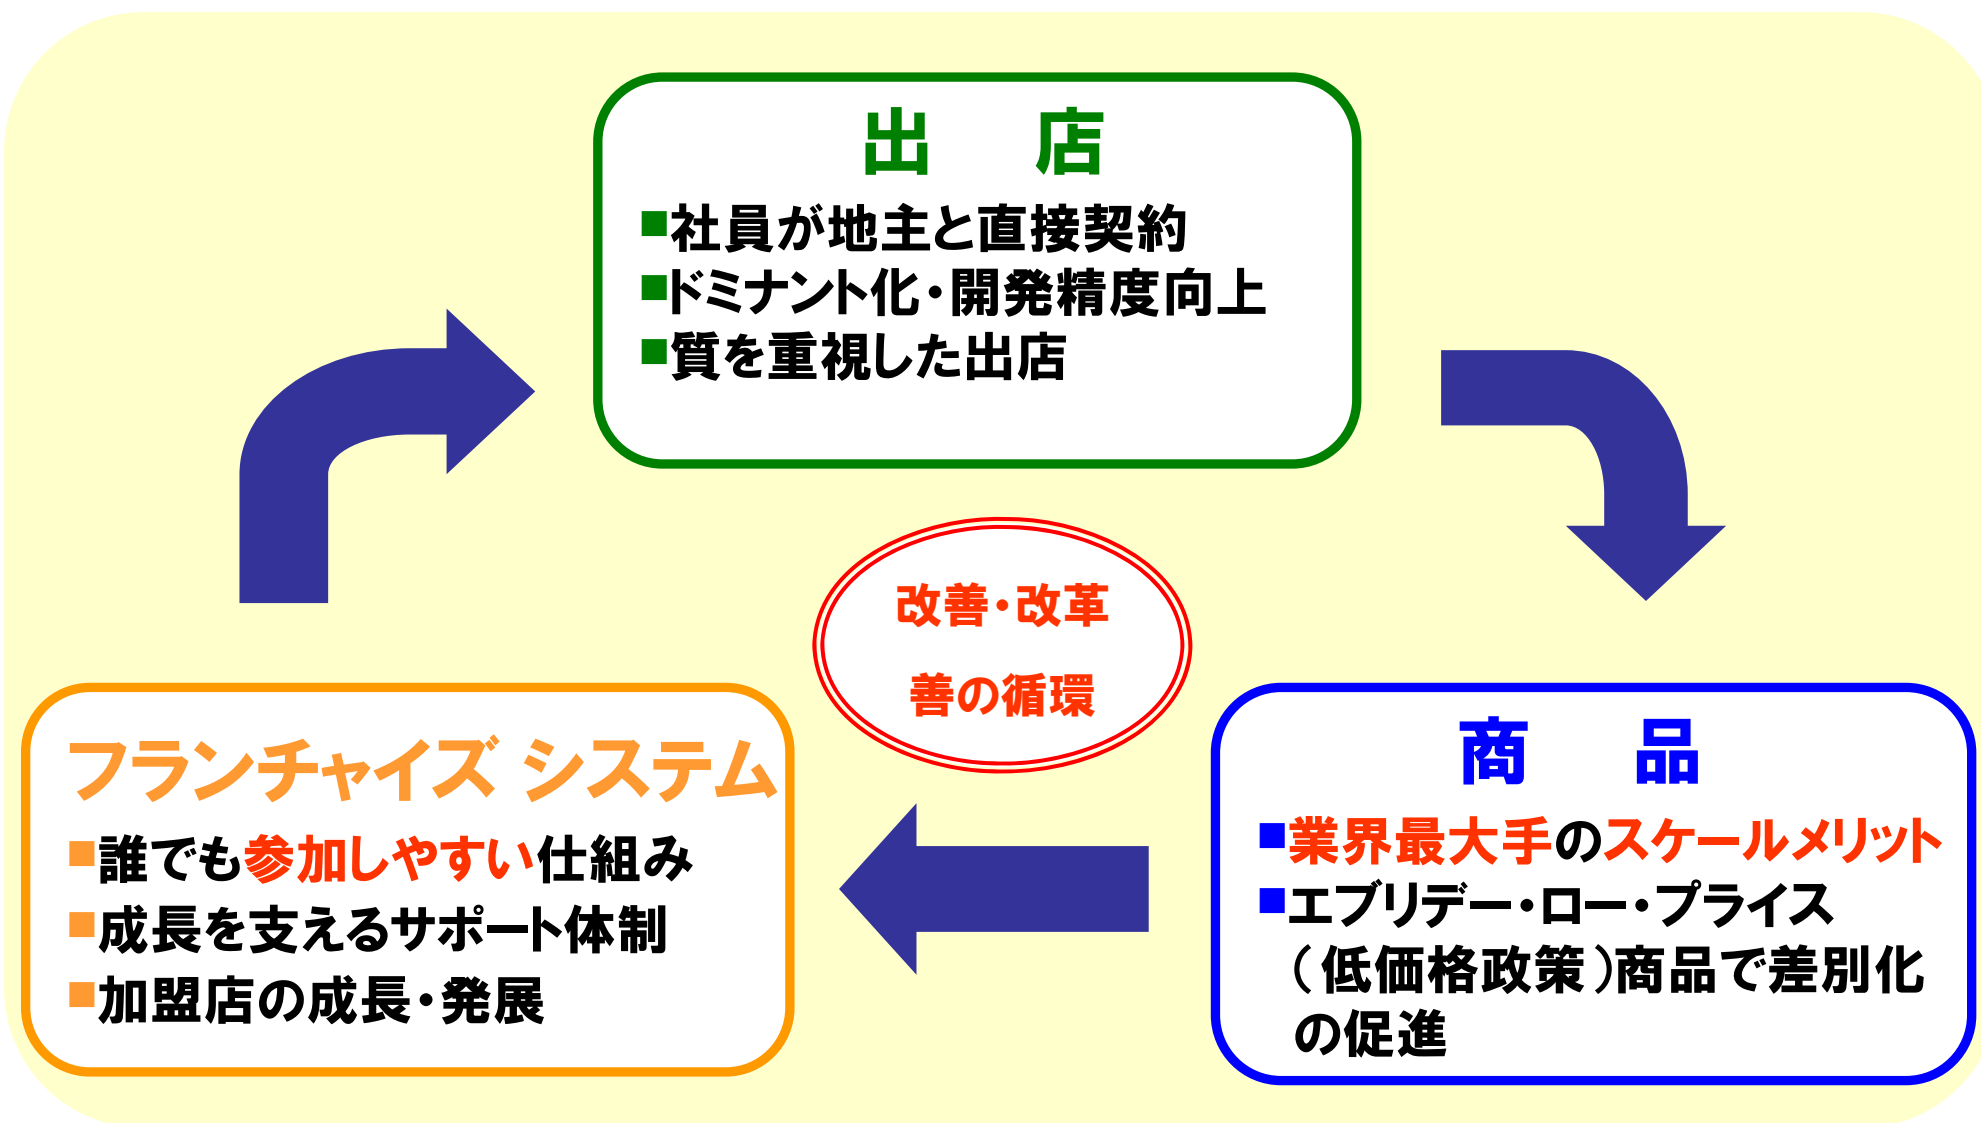 出　店
■社員が地主と直接契約
■ドミナント化・開発精度向上
■質を重視した出店
改善・改革
善の循環
フランチャイズ システム
■誰でも参加しやすい仕組み
■成長を支えるサポート体制
■加盟店の成長・発展
商　品
■業界最大手のスケールメリット
■エブリデー・ロー・プライス
（低価格政策）商品で差別化
の促進